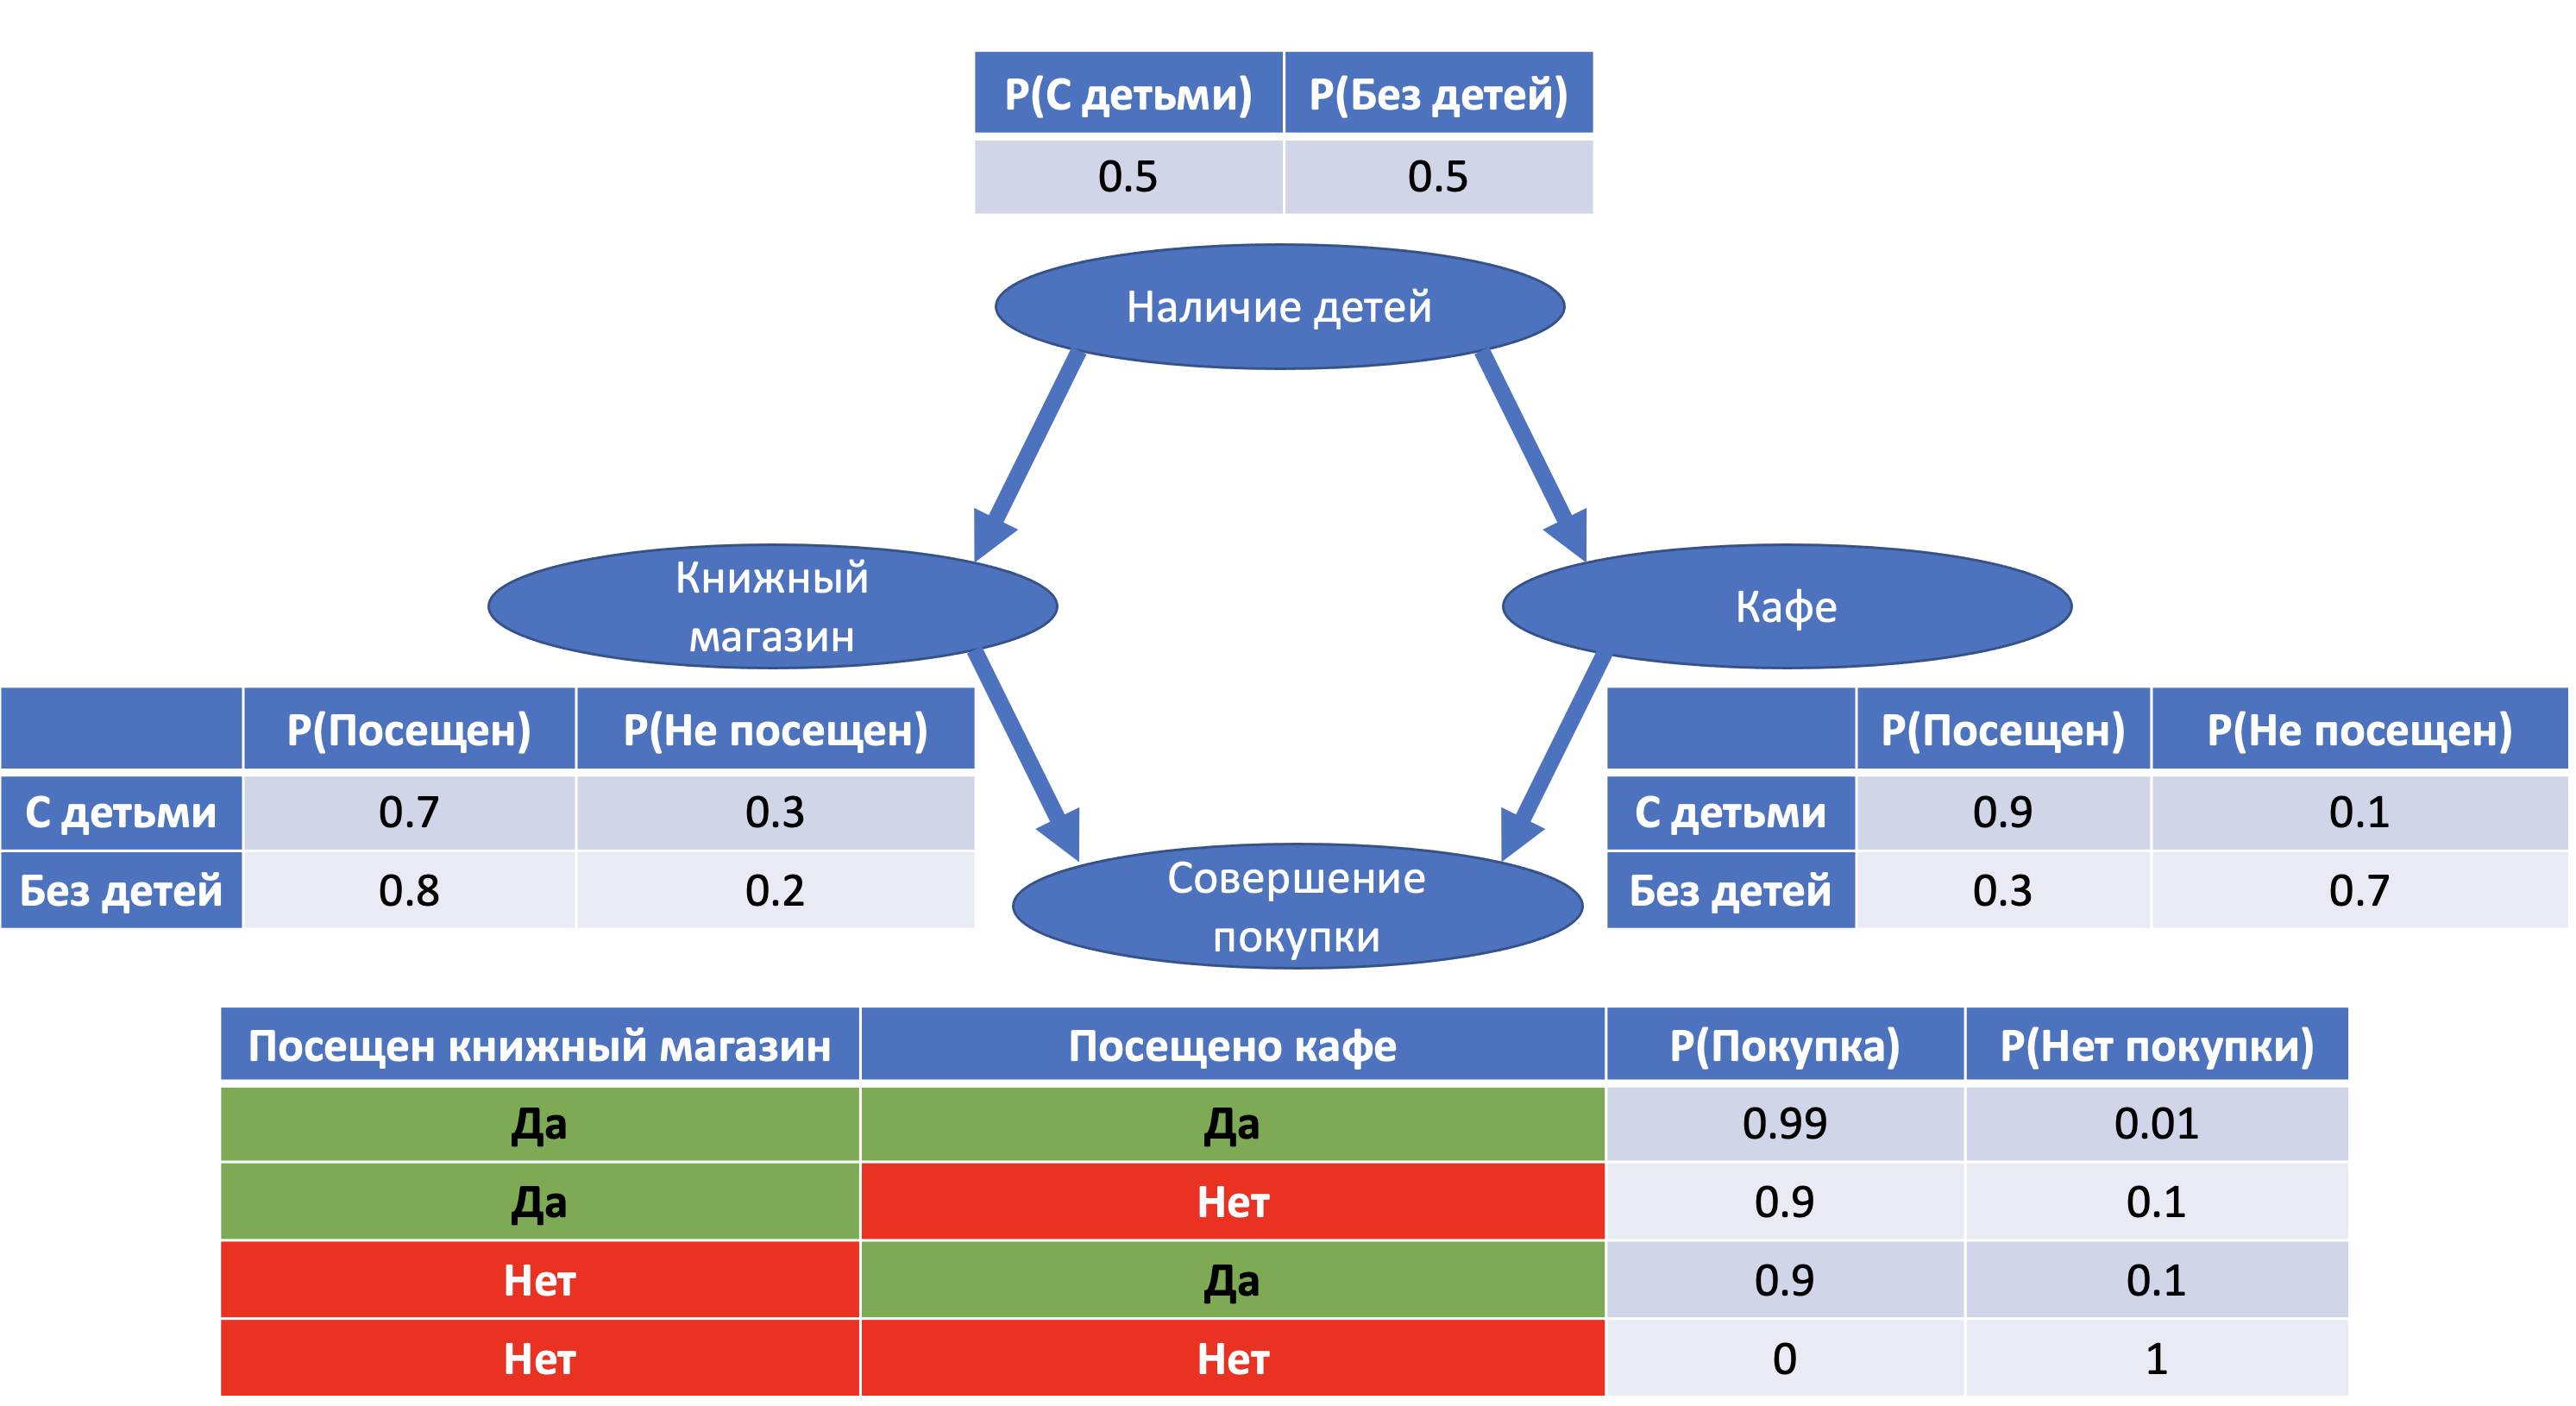 P(С детьми) P(Без детей)
0.5 0.5
Наличие детей
Книжный
магазин
Кафе
P(Посещен) P(Не посещен)
С детьми 0.7 0.3
Без детей 0.8 0.2
P(Посещен) P(Не посещен)
С детьми 0.9 0.1
Без детей 0.3 0.7
Совершение
покупки
Посещен книжный магазин Посещено кафе P(Покупка) P(Нет покупки)
Да Да 0.99 0.01
Да Нет 0.9 0.1
Нет Да 0.9 0.1
Нет Нет 0 1